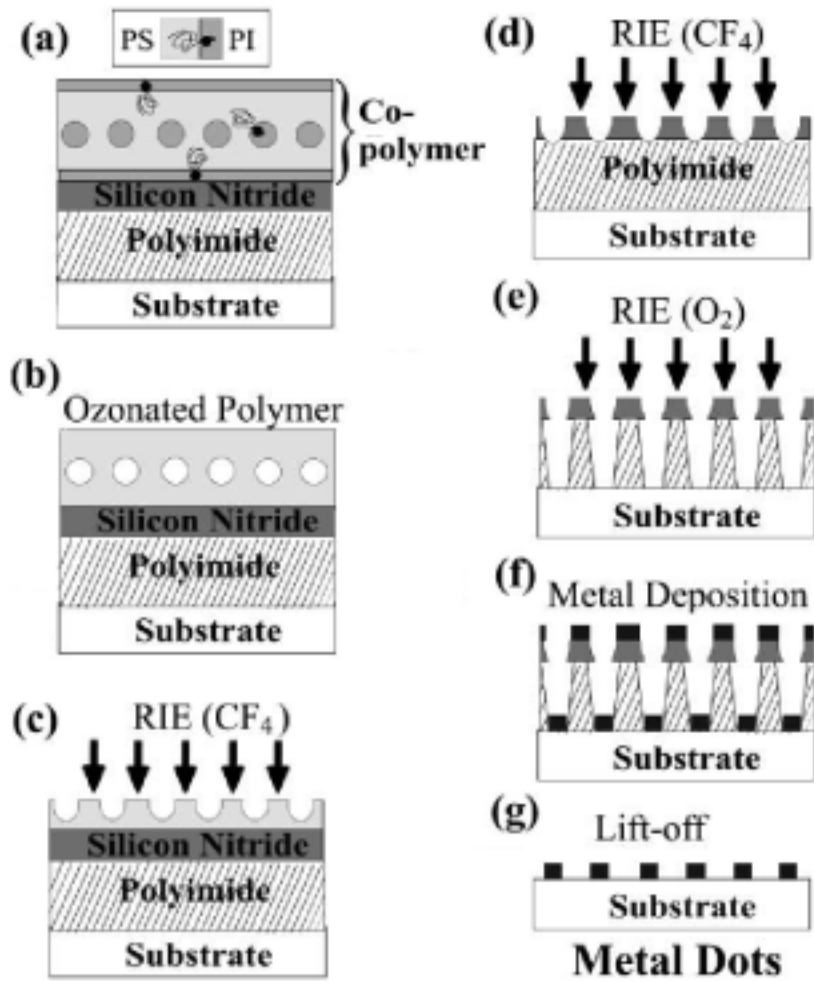 (a)
PS PI
Co-
polymer
Silicon Nitride
Polyimide
Substrate
(b)
Ozonated Polymer
Silicon Nitride
Polyimide
Substrate
(c)
RIE (CF₄)
Silicon Nitride
Polyimide
Substrate
(d)
RIE (CF₄)
Polyimide
Substrate
(e)
RIE (O₂)
Substrate
(f)
Metal Deposition
Substrate
(g)
Lift-off
Substrate
Metal Dots